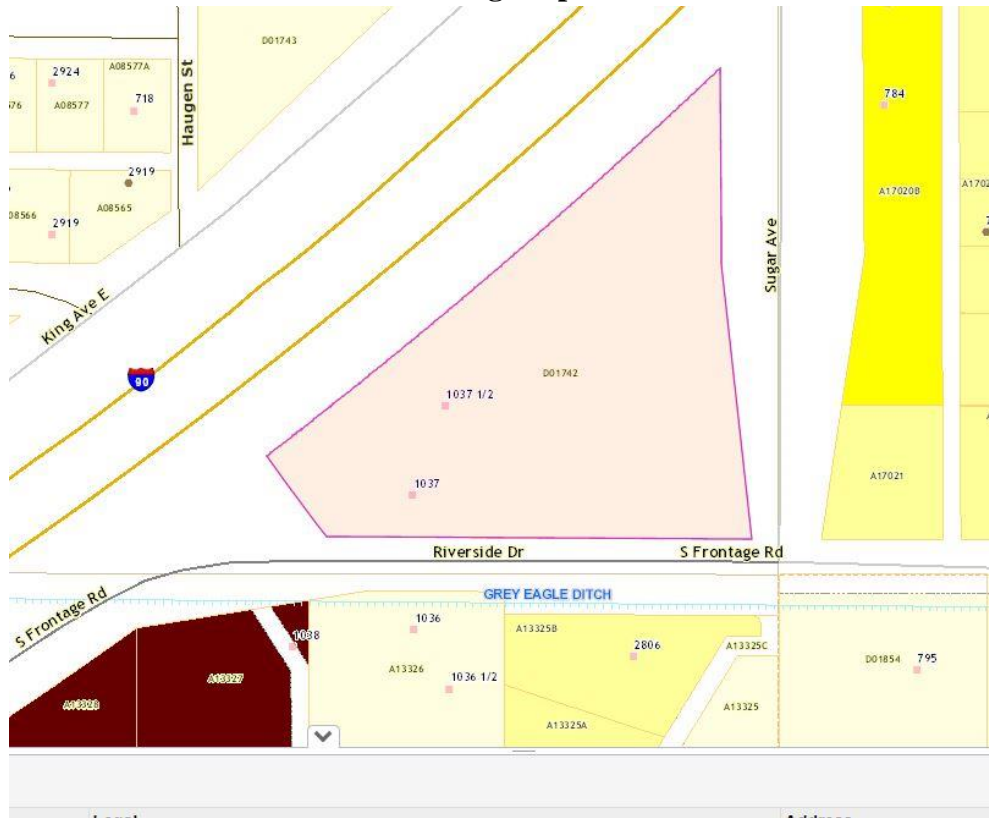 D01743
2924
A08577A
A08577
718
Haugen St
2919
A08565
08566
2919
784
A17020B
Sugar Ave
King Ave E
90
D01742
1037 1/2
1037
A17021
Riverside Dr
S Frontage Rd
S Frontage Rd
GREY EAGLE DITCH
1038
1036
A13325B
2806
A13325C
D01854
795
A13327
A13326
1036 1/2
A13328
A13325A
A13325